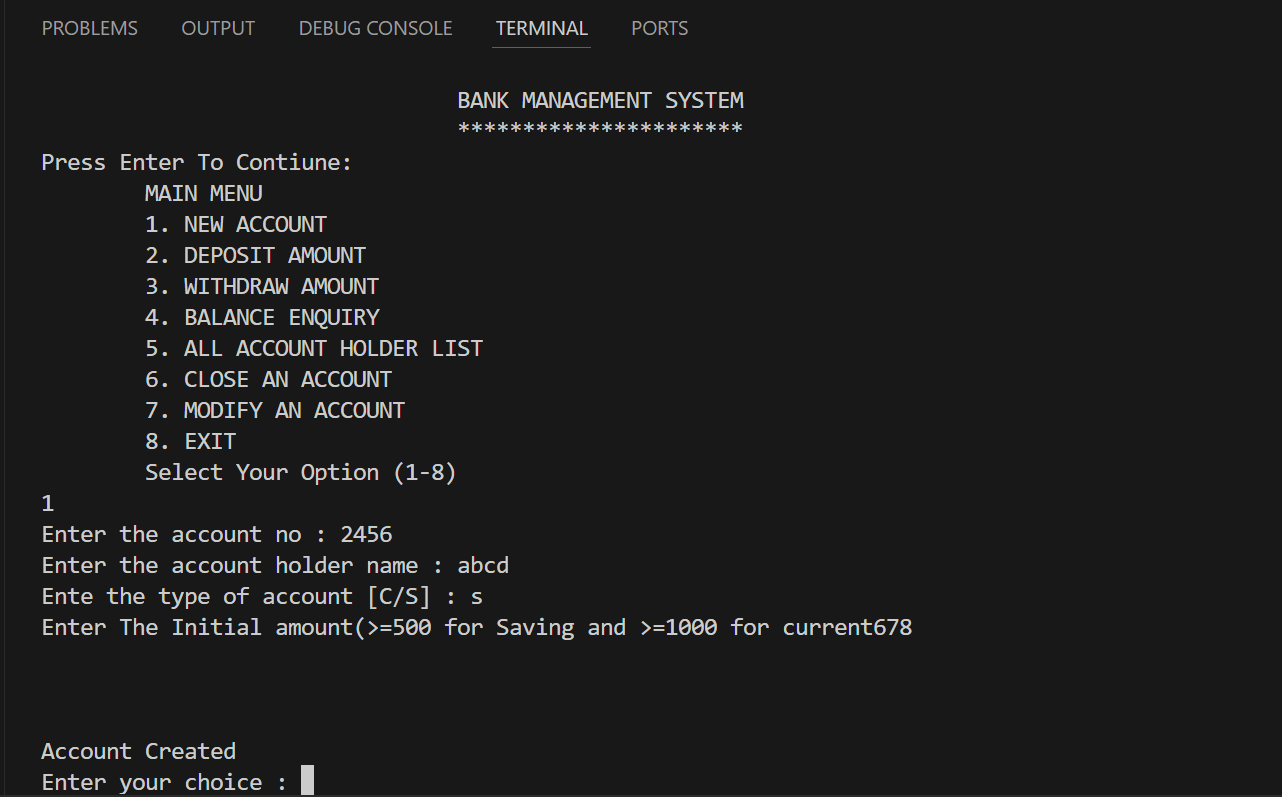 PROBLEMS OUTPUT DEBUG CONSOLE TERMINAL PORTS
BANK MANAGEMENT SYSTEM
**********************
Press Enter To Contiune:
MAIN MENU
1. NEW ACCOUNT
2. DEPOSIT AMOUNT
3. WITHDRAW AMOUNT
4. BALANCE ENQUIRY
5. ALL ACCOUNT HOLDER LIST
6. CLOSE AN ACCOUNT
7. MODIFY AN ACCOUNT
8. EXIT
Select Your Option (1-8)
1
Enter the account no : 2456
Enter the account holder name : abcd
Ente the type of account [C/S] : s
Enter The Initial amount(>=500 for Saving and >=1000 for current678
Account Created
Enter your choice :